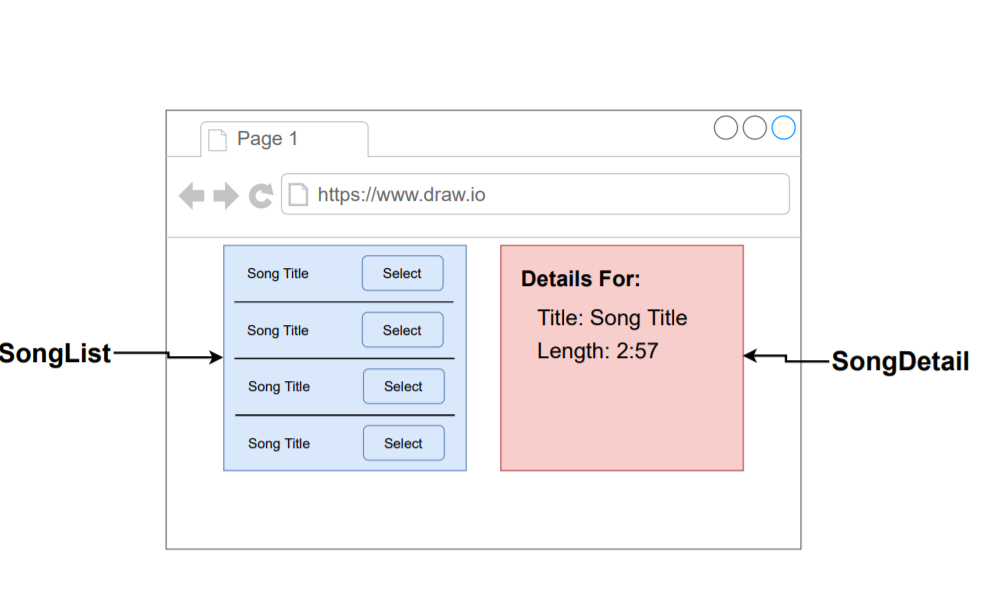 Page 1
https://www.draw.io
Song Title Select
Song Title Select
Song Title Select
Song Title Select
Details For:
Title: Song Title
Length: 2:57
SongList
SongDetail